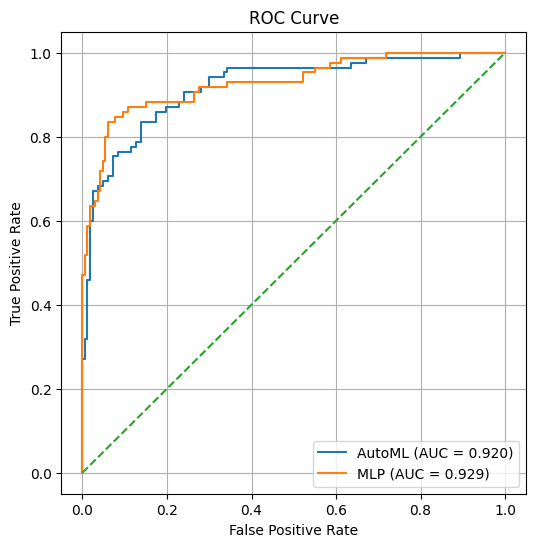 ROC Curve
1.0
0.8
0.6
0.4
0.2
0.0
True Positive Rate
AutoML (AUC = 0.920)
MLP (AUC = 0.929)
0.0 0.2 0.4 0.6 0.8 1.0
False Positive Rate